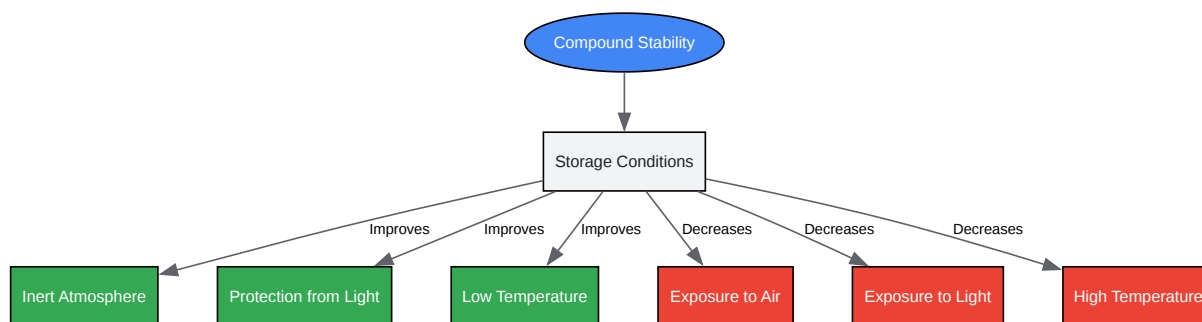 Compound Stability
Storage Conditions
Improves
Improves
Improves
Decreases
Decreases
Decreases
Inert Atmosphere
Protection from Light
Low Temperature
Exposure to Air
Exposure to Light
High Temperature